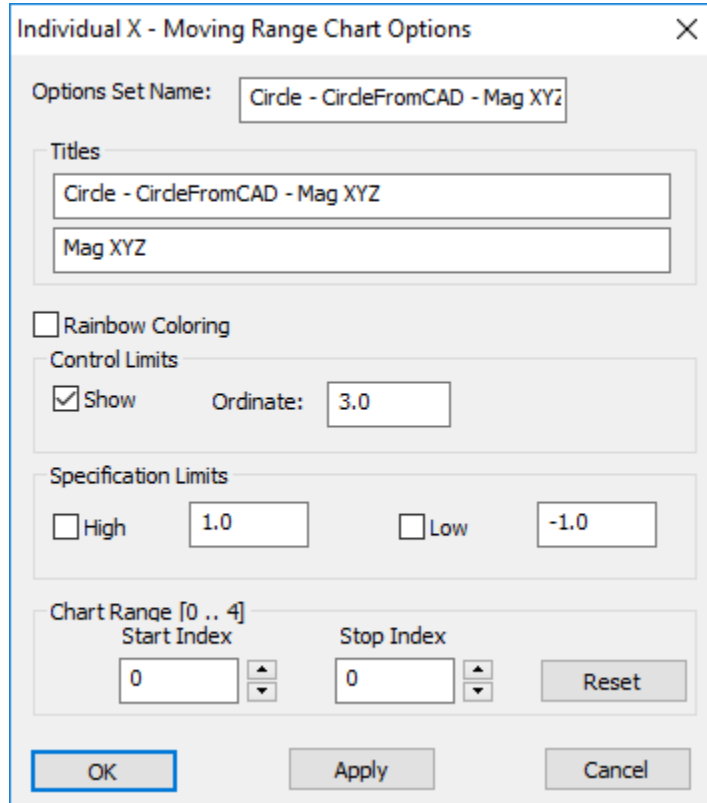 Individual X - Moving Range Chart Options
Options Set Name: Circle - CircleFromCAD - Mag XYZ
Titles
Circle - CircleFromCAD - Mag XYZ
Mag XYZ
Rainbow Coloring
Control Limits
Show Ordinate: 3.0
Specification Limits
High 1.0 Low -1.0
Chart Range [0 .. 4]
Start Index Stop Index
0 0 Reset
OK Apply Cancel